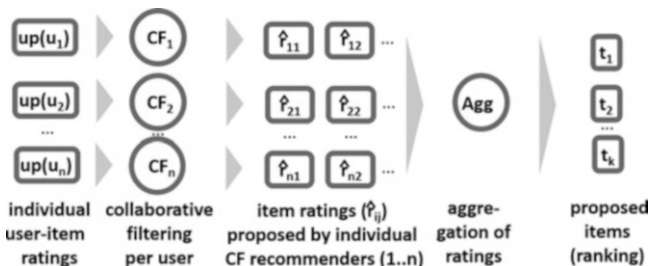 up(u1) CF1 r̂11 r̂12 ... t1
up(u2) CF2 r̂21 r̂22 ... Agg t2
... ... ... ... ...
up(un) CFn r̂n1 r̂n2 ... tk
individual collaborative item ratings (r̂ij) aggre- proposed
user-item filtering proposed by individual gation of items
ratings per user CF recommenders (1..n) ratings (ranking)